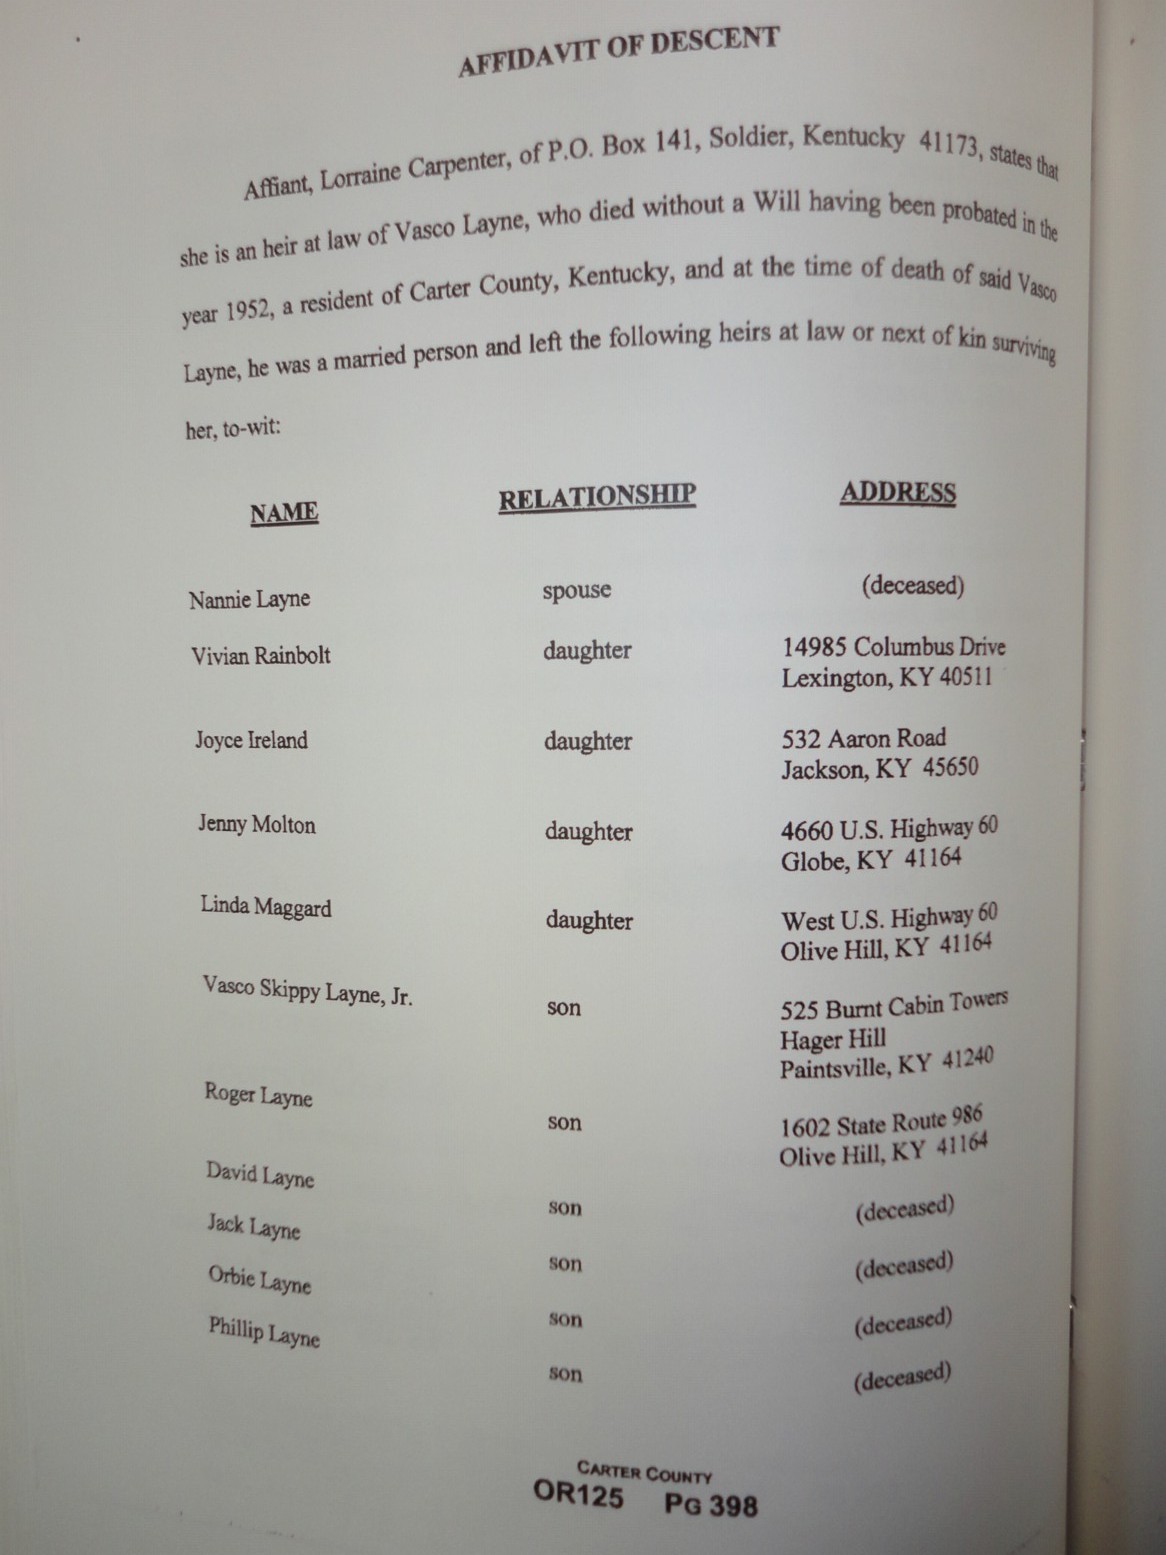 AFFIDAVIT OF DESCENT
Affiant, Lorraine Carpenter, of P.O. Box 141, Soldier, Kentucky 41173, states that
she is an heir at law of Vasco Layne, who died without a Will having been probated in the
year 1952, a resident of Carter County, Kentucky, and at the time of death of said Vasco
Layne, he was a married person and left the following heirs at law or next of kin surviving
her, to-wit:
NAME RELATIONSHIP ADDRESS
Nannie Layne spouse (deceased)
Vivian Rainbolt daughter 14985 Columbus Drive
Lexington, KY 40511
Joyce Ireland daughter 532 Aaron Road
Jackson, KY 45650
Jenny Molton daughter 4660 U.S. Highway 60
Globe, KY 41164
Linda Maggard daughter West U.S. Highway 60
Olive Hill, KY 41164
Vasco Skippy Layne, Jr. son 525 Burnt Cabin Towers
Hager Hill
Paintsville, KY 41240
Roger Layne son 1602 State Route 986
Olive Hill, KY 41164
David Layne son (deceased)
Jack Layne son (deceased)
Orbie Layne son (deceased)
Phillip Layne son (deceased)
CARTER COUNTY
OR125 PG 398